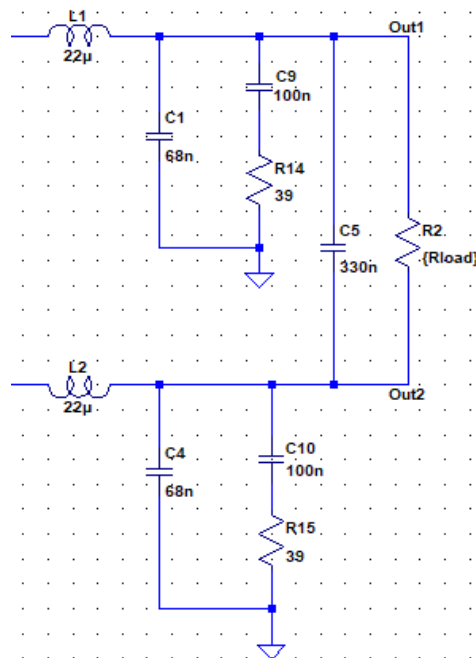 L1
22µ
Out1
C9
100n
C1
68n
R14
39
R2
{Rload}
C5
330n
L2
22µ
Out2
C4
68n
C10
100n
R15
39